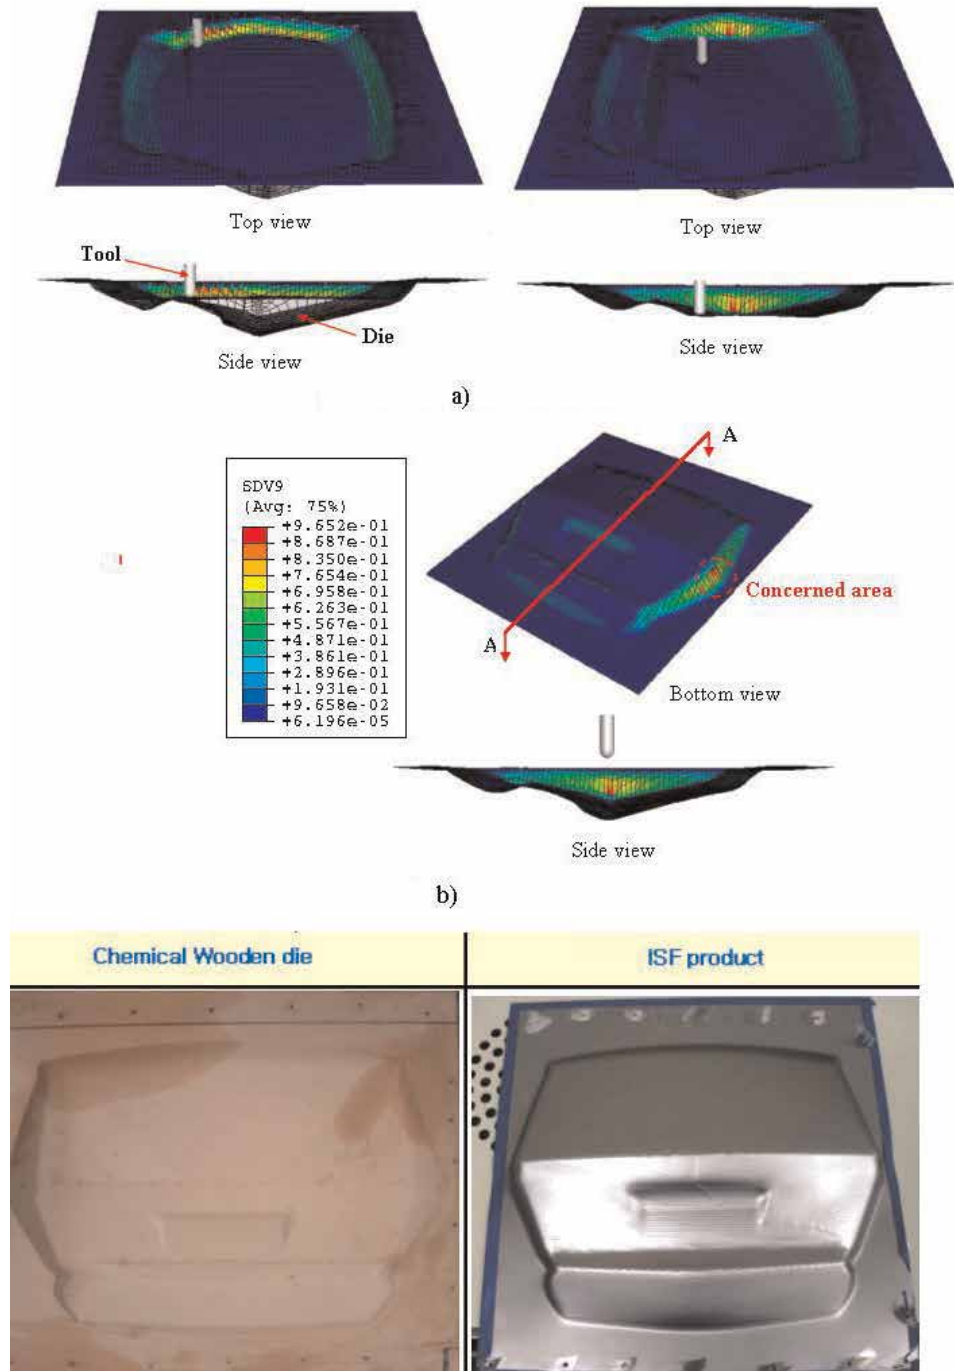 Top view
Top view
Tool
Die
Side view
Side view
a)
A
SDV9
(Avg: 75%)
+9.652e-01
+8.687e-01
+8.350e-01
+7.654e-01
+6.958e-01
+6.263e-01
+5.567e-01
+4.871e-01
+3.861e-01
+2.896e-01
+1.931e-01
+9.658e-02
+6.196e-05
Concerned area
A
Bottom view
Side view
b)
Chemical Wooden die
ISF product